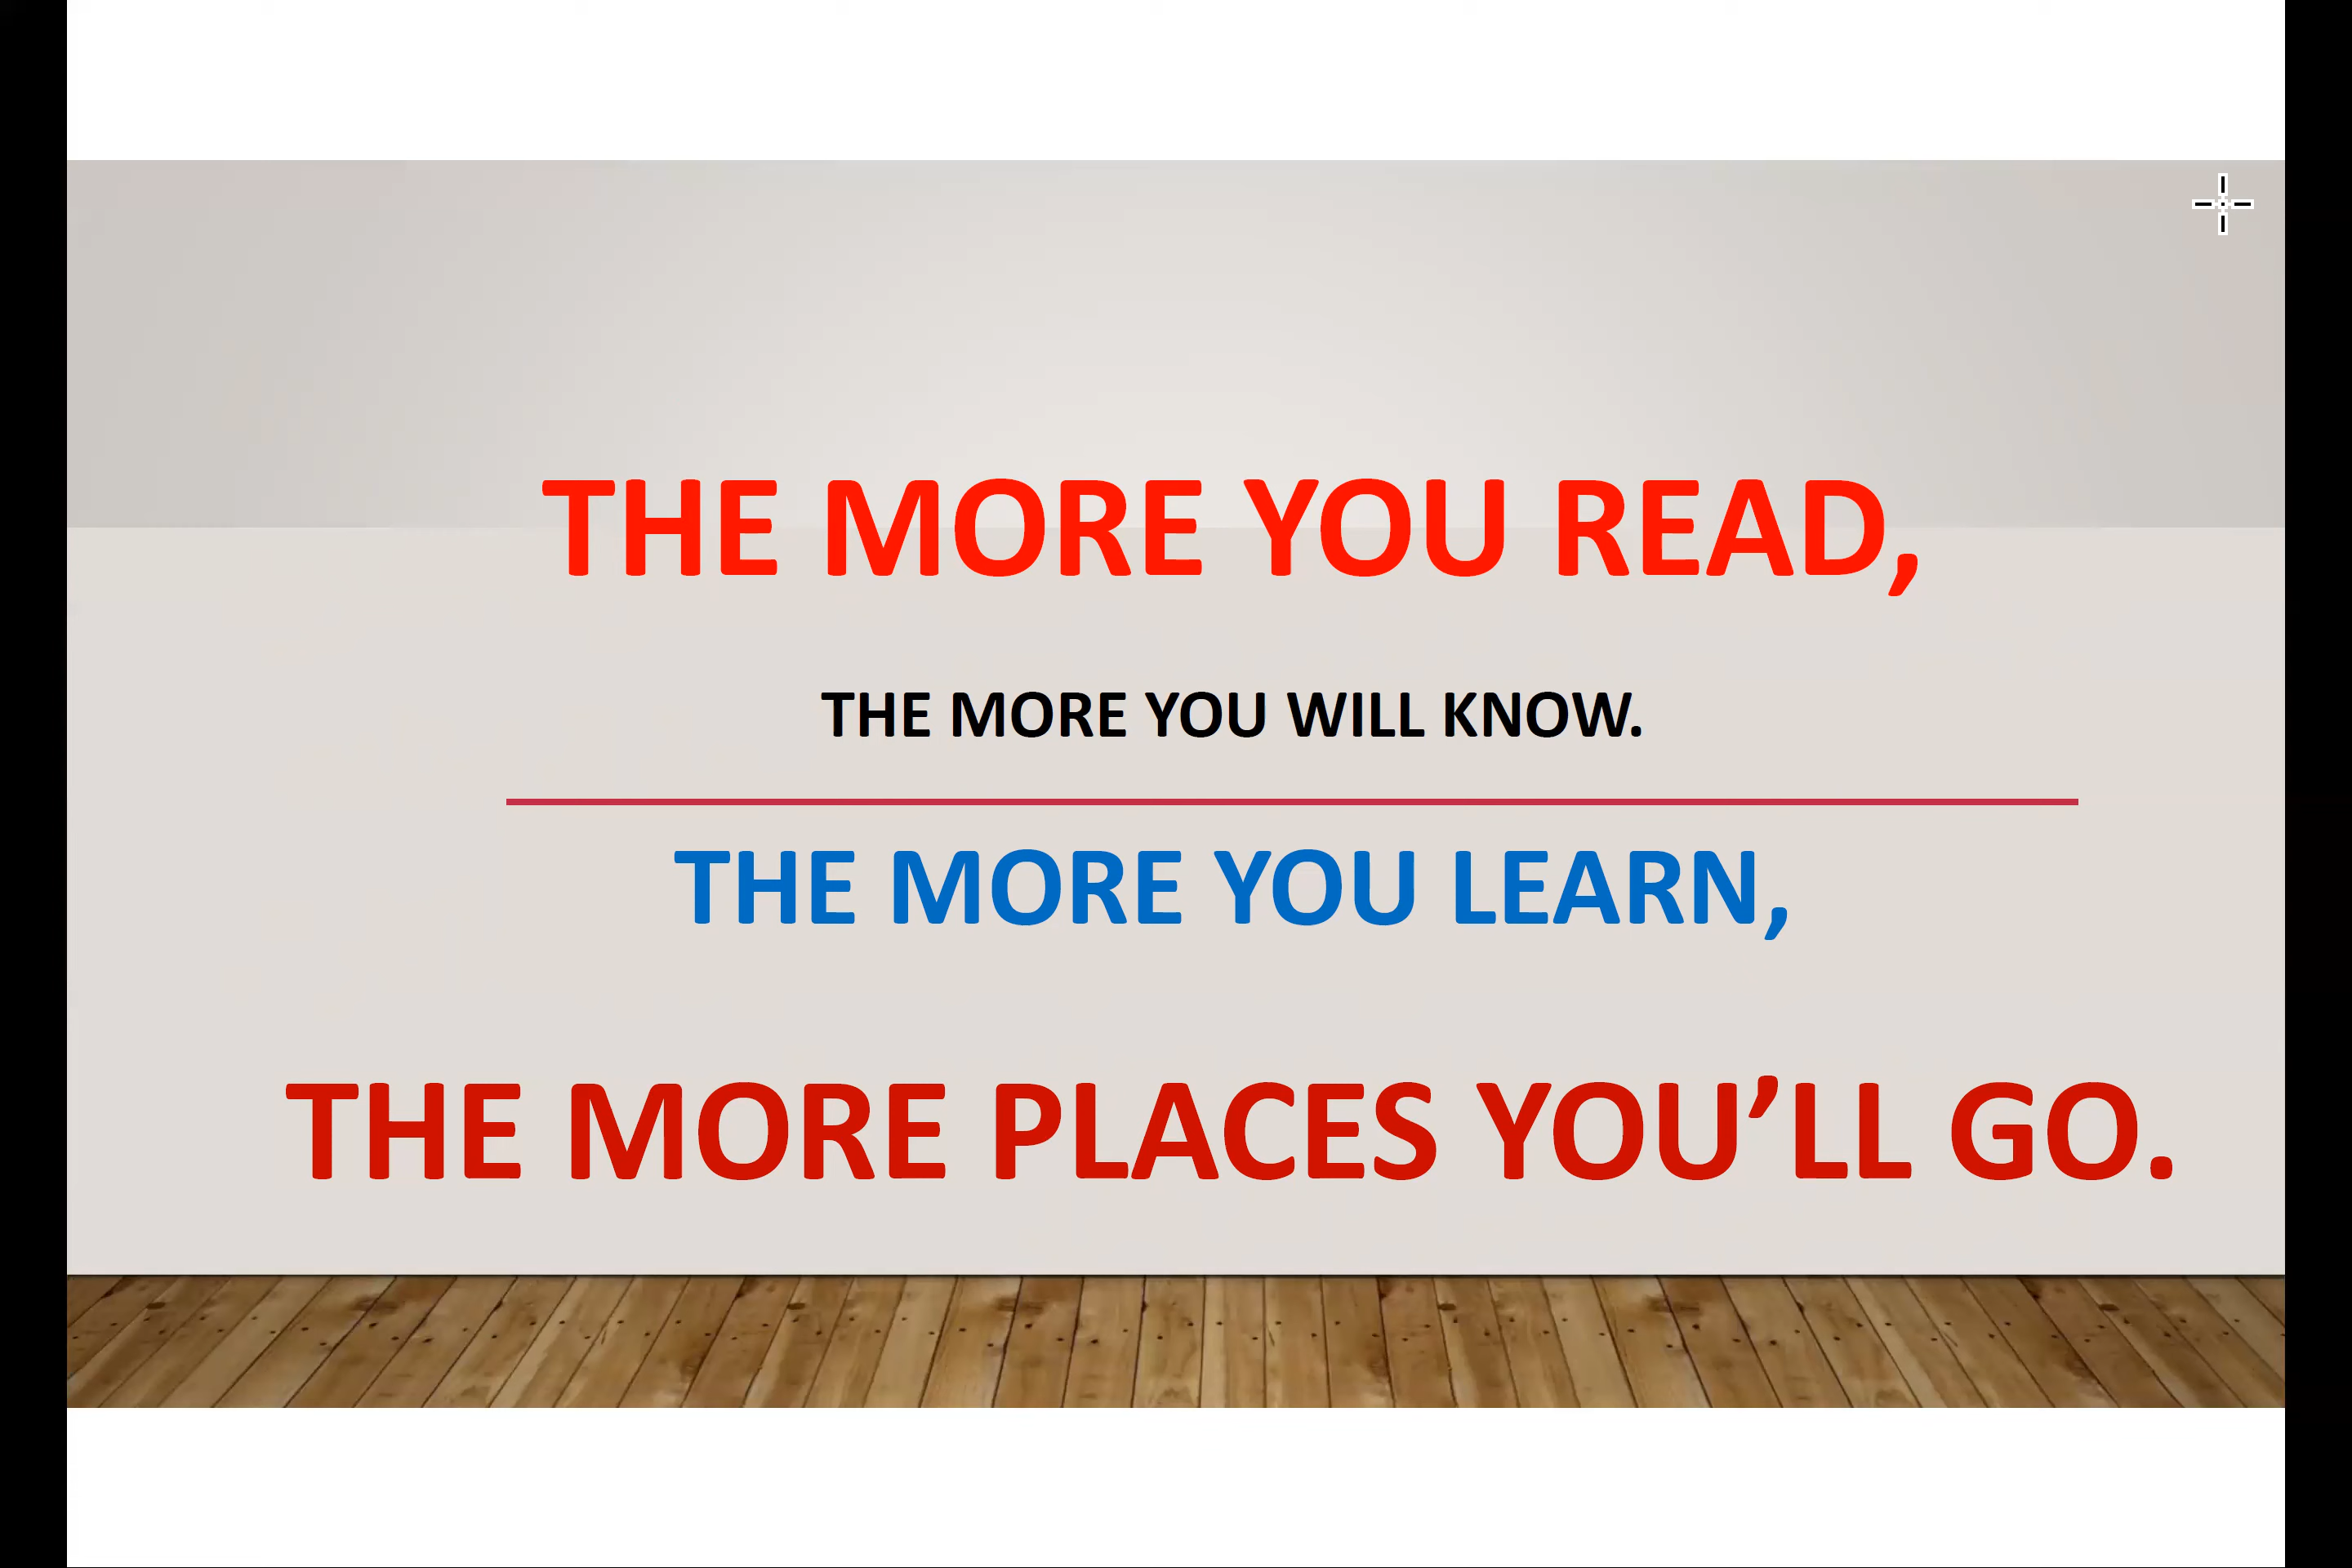 THE MORE YOU READ,
THE MORE YOU WILL KNOW.
THE MORE YOU LEARN,
THE MORE PLACES YOU’LL GO.